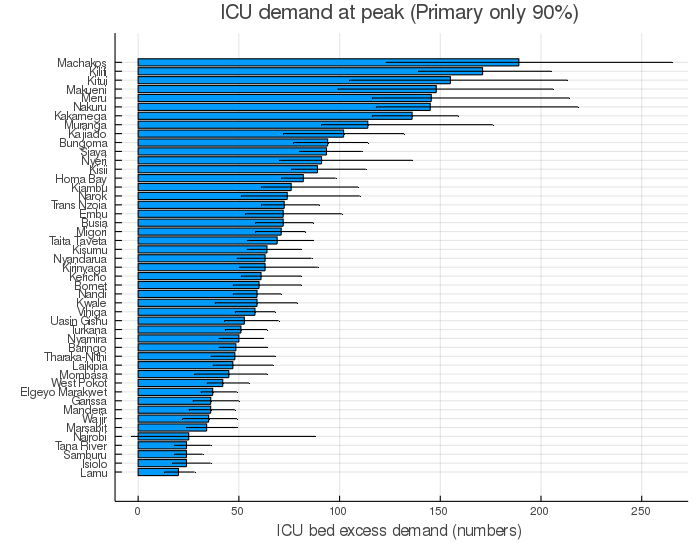 ICU demand at peak (Primary only 90%)
Machakos
Kilifi
Kitui
Makueni
Meru
Nakuru
Kakamega
Muranga
Kajiado
Bungoma
Siaya
Nyeri
Kisii
Homa Bay
Kiambu
Narok
Trans Nzoia
Embu
Busia
Migori
Taita Taveta
Kisumu
Nyandarua
Kirinyaga
Kericho
Bomet
Nandi
Kwale
Vihiga
Uasin Gishu
Turkana
Nyamira
Baringo
Tharaka-Nithi
Laikipia
Mombasa
West Pokot
Elgeyo Marakwet
Garissa
Mandera
Wajir
Marsabit
Nairobi
Tana River
Samburu
Isiolo
Lamu
0 50 100 150 200 250
ICU bed excess demand (numbers)